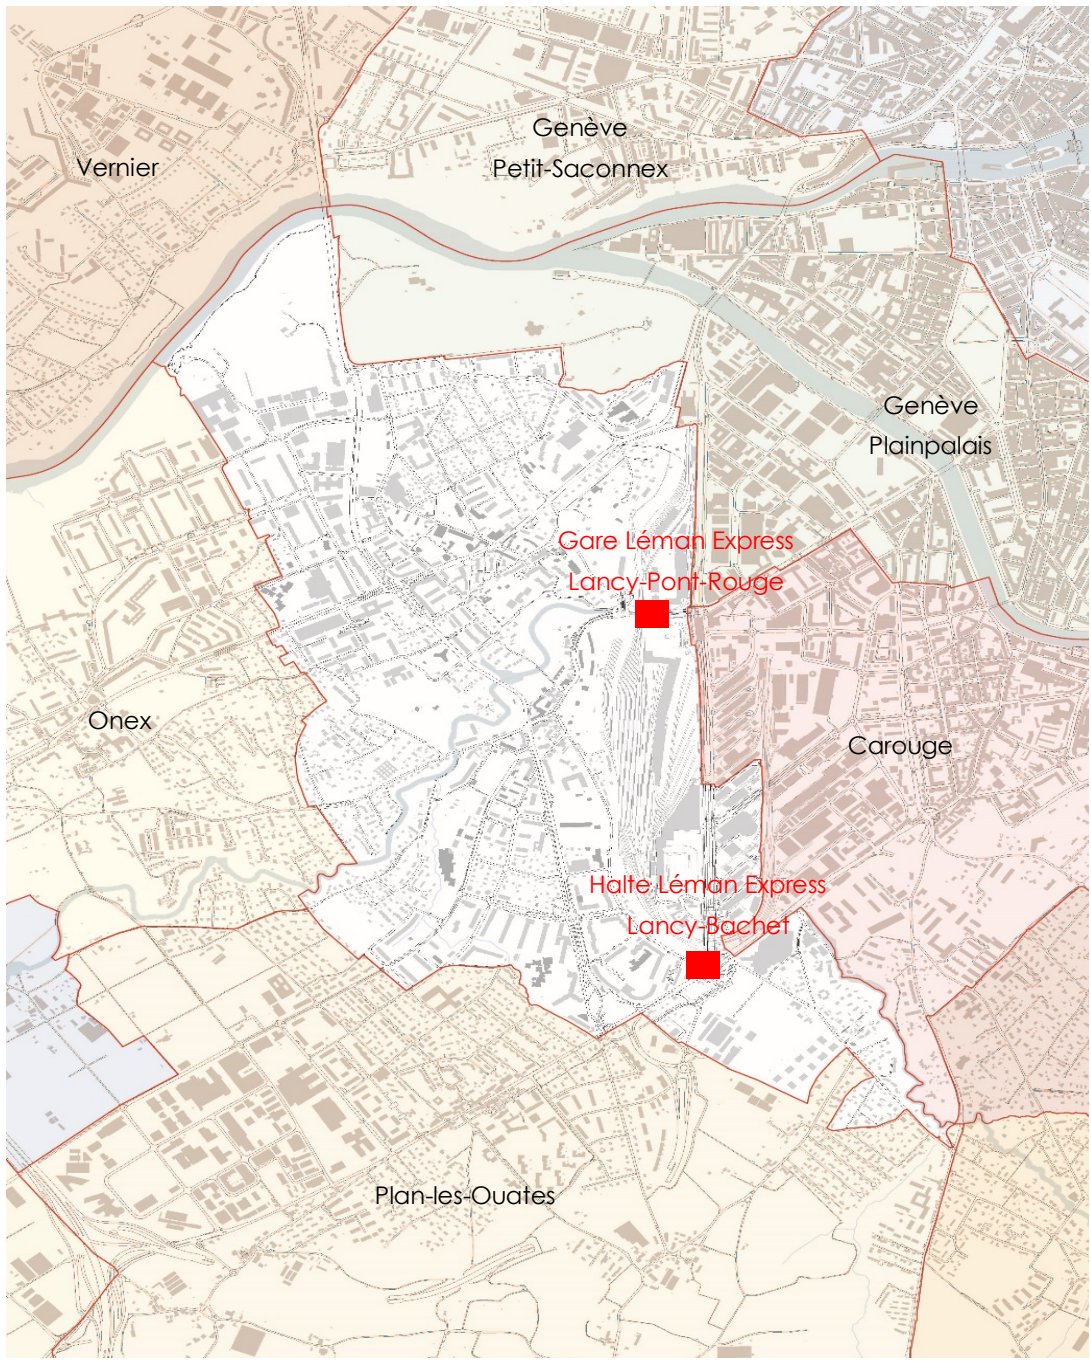 Genève
Petit-Saconnex
Vernier
Genève
Plainpalais
Gare Léman Express
Lancy-Pont-Rouge
Onex
Carouge
Halte Léman Express
Lancy-Bachet
Plan-les-Ouates